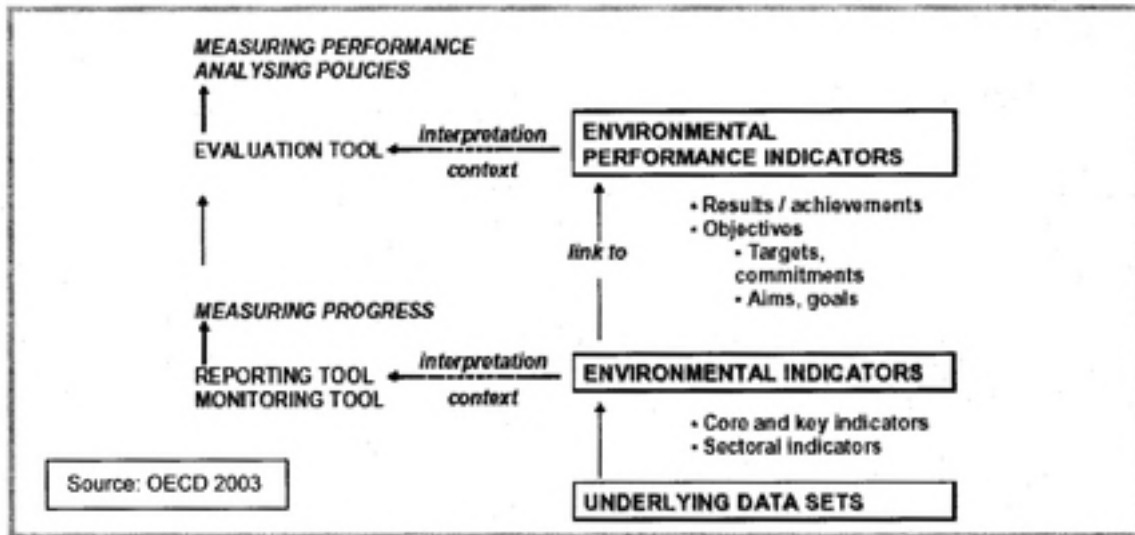 MEASURING PERFORMANCE
ANALYSING POLICIES
EVALUATION TOOL
interpretation
context
ENVIRONMENTAL
PERFORMANCE INDICATORS
• Results / achievements
• Objectives
• Targets,
commitments
• Aims, goals
link to
MEASURING PROGRESS
REPORTING TOOL
MONITORING TOOL
interpretation
context
ENVIRONMENTAL INDICATORS
• Core and key indicators
• Sectoral indicators
UNDERLYING DATA SETS
Source: OECD 2003